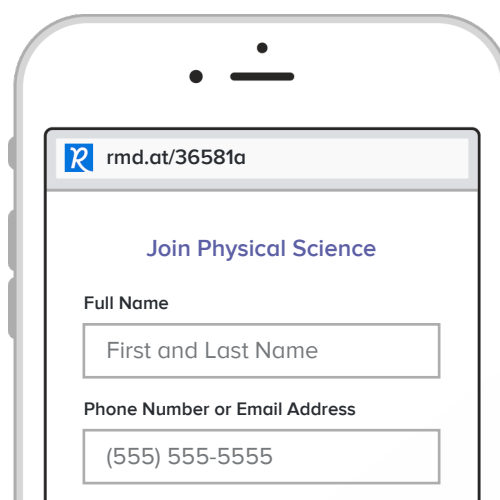 R rmd.at/36581a
Join Physical Science
Full Name
First and Last Name
Phone Number or Email Address
(555) 555-5555